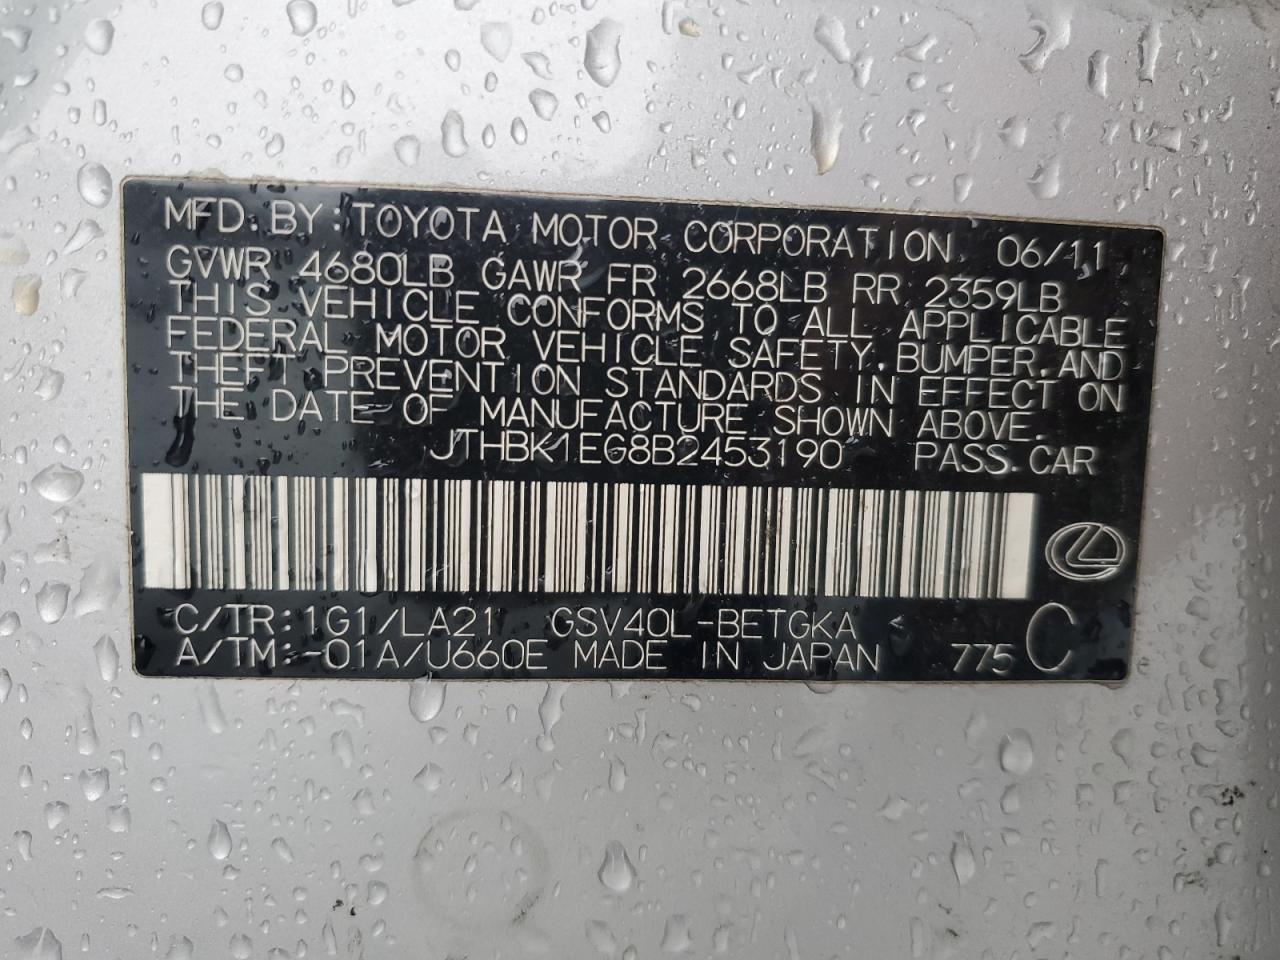 MFD. BY: TOYOTA MOTOR CORPORATION 06/11
GVWR 4680LB GAWR FR 2668LB RR 2359LB
THIS VEHICLE CONFORMS TO ALL APPLICABLE
FEDERAL MOTOR VEHICLE SAFETY, BUMPER, AND
THEFT PREVENTION STANDARDS IN EFFECT ON
THE DATE OF MANUFACTURE SHOWN ABOVE.
JTHBK1EG8B2453190 PASS. CAR
C/TR: 1G1/LA21 GSV40L-BETGKA
A/TM: -01A/U660E MADE IN JAPAN 775 C